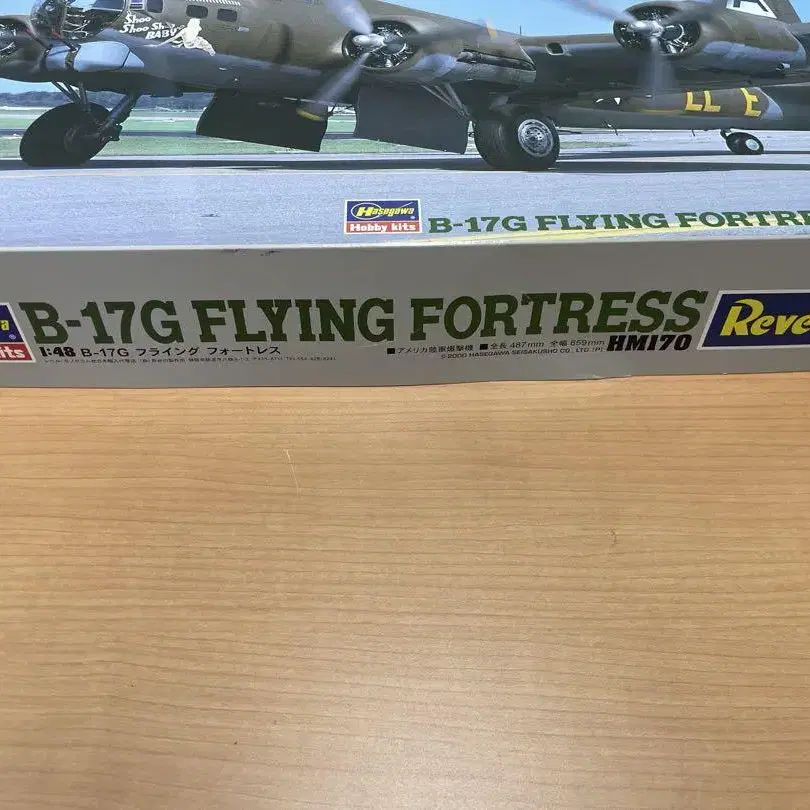 Shoo
Shoo Sh
BABY
LL E
Hasegawa
Hobby kits
B-17G FLYING FORTR
B-17G FLYING FORTRESS
Reve
1:48 B-17G フライング フォートレス
■アメリカ陸軍爆撃機 ■全長 487mm 全幅 659mm HM170
© 2000 HASEGAWA SEISAKUSHO CO., LTD.